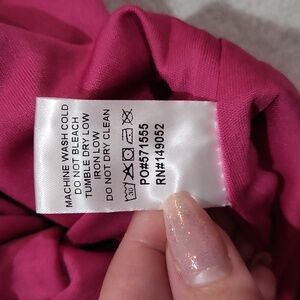 MACHINE WASH COLD
DO NOT BLEACH
TUMBLE DRY LOW
IRON LOW
DO NOT DRY CLEAN
PO#571555
RN#149052